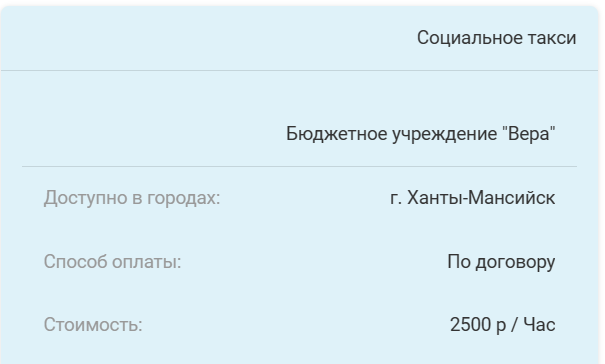 Социальное такси
Бюджетное учреждение "Вера"
Доступно в городах: г. Ханты-Мансийск
Способ оплаты: По договору
Стоимость: 2500 р / Час